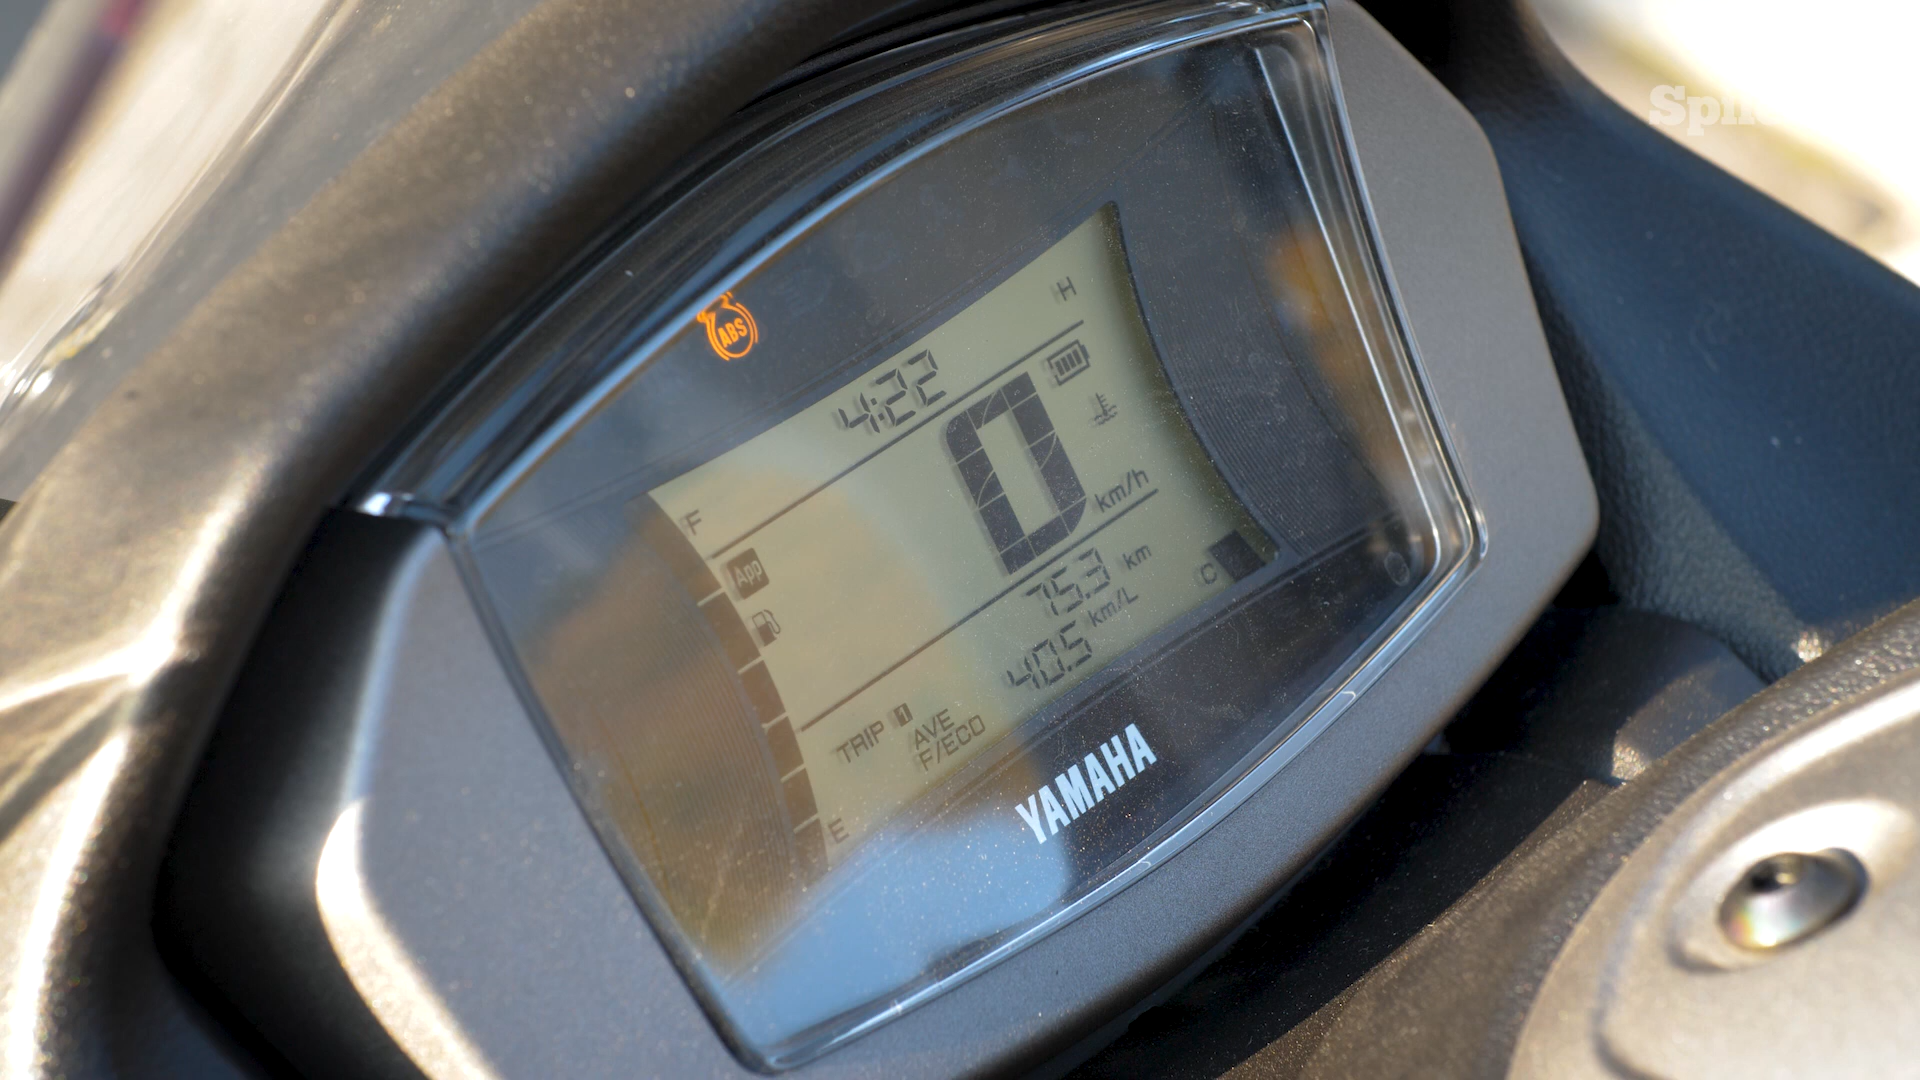 ABS
4:22
H
0
km/h
F
App
75.3 km
C
40.5 km/L
TRIP 1
AVE
F/ECO
E
YAMAHA